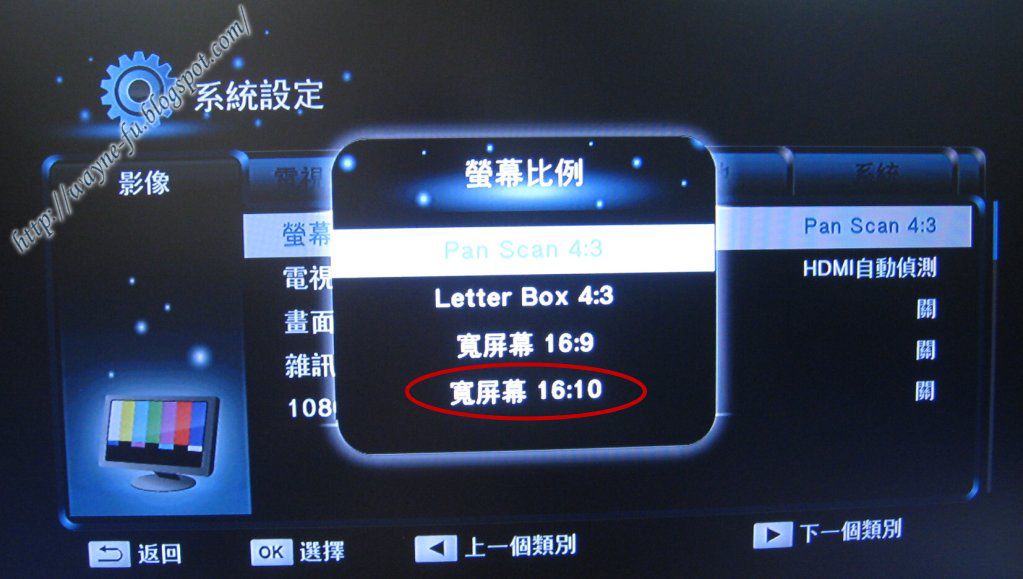 http://wayne-fu.blogspot.com/
系統設定
影像
電視
系統
螢幕比例
螢幕
Pan Scan 4:3
Pan Scan 4:3
電視
Letter Box 4:3
HDMI自動偵測
畫面
寬屏幕 16:9
關
雜訊
寬屏幕 16:10
關
108
關
返回
OK 選擇
上一個類別
下一個類別